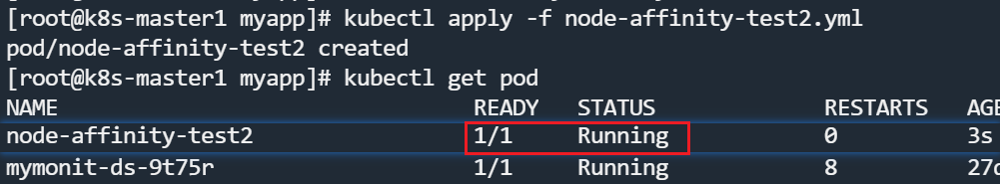 [root@k8s-master1 myapp]# kubectl apply -f node-affinity-test2.yml
pod/node-affinity-test2 created
[root@k8s-master1 myapp]# kubectl get pod
NAME READY STATUS RESTARTS AGE
node-affinity-test2 1/1 Running 0 3s
mymonit-ds-9t75r 1/1 Running 8 27d